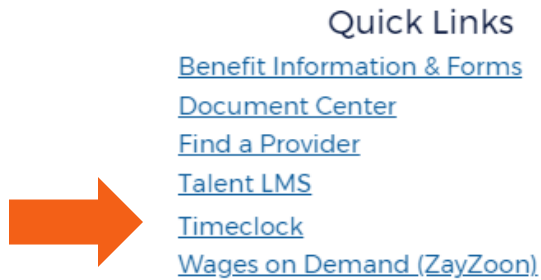 Quick Links
Benefit Information & Forms
Document Center
Find a Provider
Talent LMS
Timeclock
Wages on Demand (ZayZoon)